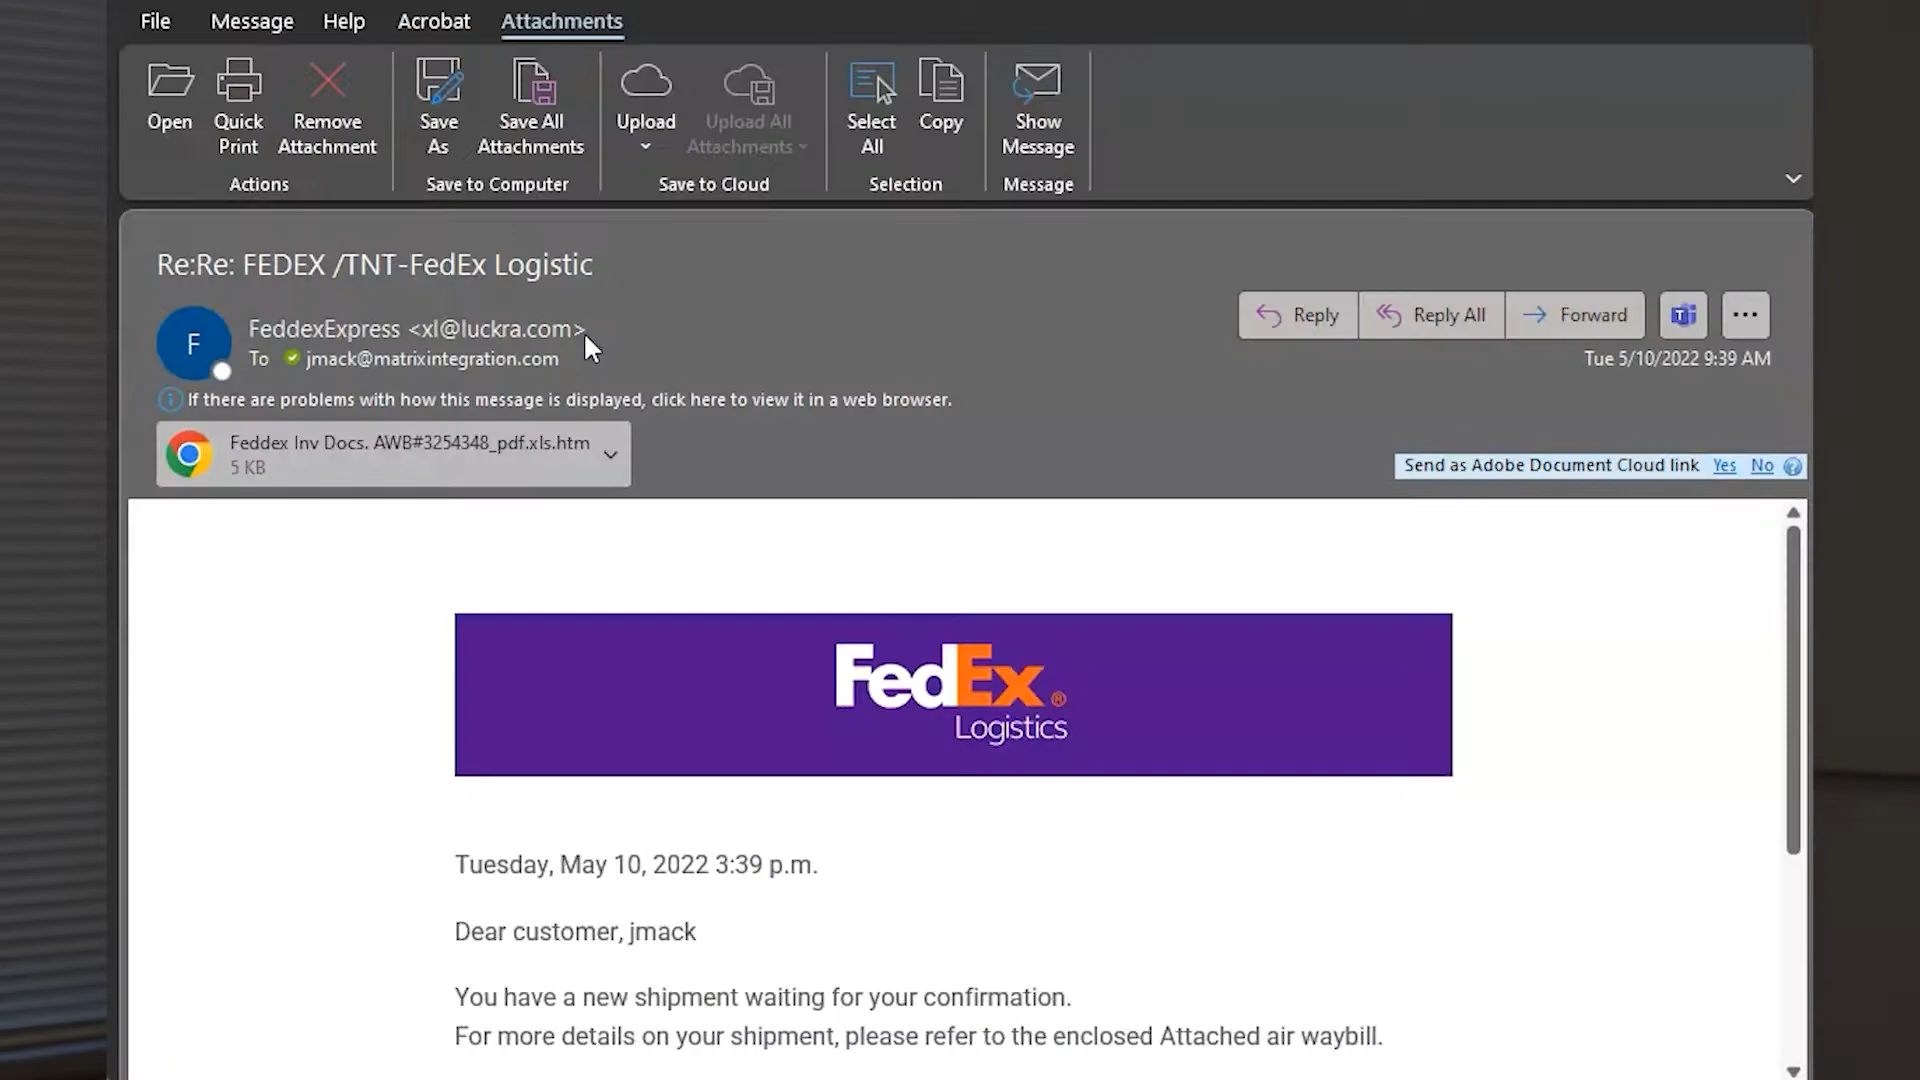 File Message Help Acrobat Attachments
Open Quick Print Remove Attachment Save As Save All Attachments Upload Upload All Attachments Select All Copy Show Message
Actions Save to Computer Save to Cloud Selection Message
Re:Re: FEDEX /TNT-FedEx Logistic
F
FeddexExpress <xl@luckra.com>
Reply Reply All Forward
To jmack@matrixintegration.com
Tue 5/10/2022 9:39 AM
If there are problems with how this message is displayed, click here to view it in a web browser.
Feddex Inv Docs. AWB#3254348_pdf.xls.htm
5 KB
Send as Adobe Document Cloud link Yes No
FedEx®
Logistics
Tuesday, May 10, 2022 3:39 p.m.
Dear customer, jmack
You have a new shipment waiting for your confirmation.
For more details on your shipment, please refer to the enclosed Attached air waybill.